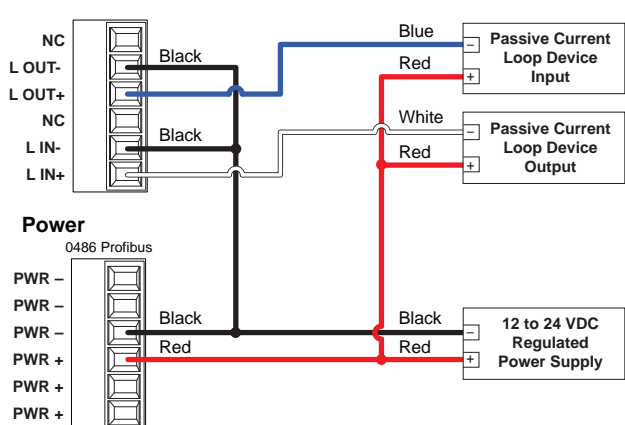 NC
L OUT-
L OUT+
NC
L IN-
L IN+
Black
Black
Blue
Red
White
Red
− Passive Current
Loop Device
+ Input
− Passive Current
Loop Device
+ Output
Power
0486 Profibus
PWR –
PWR –
PWR –
PWR +
PWR +
PWR +
Black
Red
Black
Red
− 12 to 24 VDC
Regulated
+ Power Supply